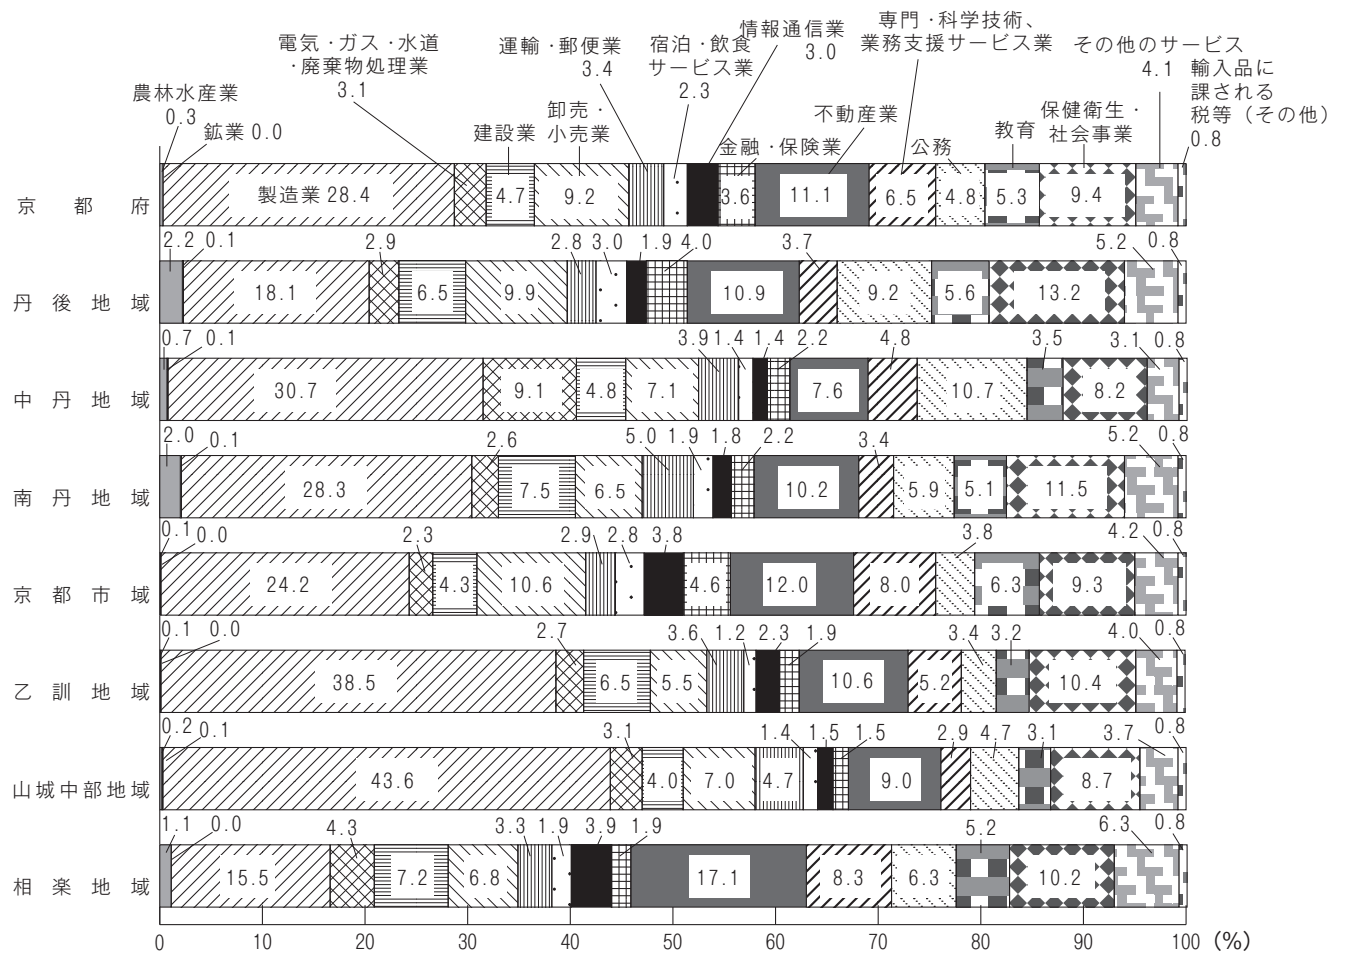 専門・科学技術、
情報通信業
3.0
業務支援サービス業
電気・ガス・水道
・廃棄物処理業
3.1
運輸・郵便業
3.4
宿泊・飲食
サービス業
2.3
その他のサービス
4.1
輸入品に
課される
税等（その他）
0.8
農林水産業
0.3
鉱業 0.0
建設業
卸売・
小売業
金融・保険業
不動産業
公務
教育
保健衛生・
社会事業
京都府
製造業 28.4 4.7 9.2 3.6 11.1 6.5 4.8 5.3 9.4
2.2 0.1 2.9 2.8 3.0 1.9 4.0 3.7 5.2 0.8
丹後地域 18.1 6.5 9.9 10.9 9.2 5.6 13.2
0.7 0.1 3.9 1.4 1.4 2.2 4.8 3.5 3.1 0.8
中丹地域 30.7 9.1 4.8 7.1 7.6 10.7 8.2
2.0 0.1 2.6 5.0 1.9 1.8 2.2 3.4 5.2 0.8
南丹地域 28.3 7.5 6.5 10.2 5.9 5.1 11.5
0.1 0.0 2.3 2.9 2.8 3.8 3.8 4.2 0.8
京都市域 24.2 4.3 10.6 4.6 12.0 8.0 6.3 9.3
0.1 0.0 2.7 3.6 1.2 2.3 1.9 3.4 3.2 4.0 0.8
乙訓地域 38.5 6.5 5.5 10.6 5.2 10.4
0.2 0.1 3.1 1.4 1.5 1.5 2.9 4.7 3.1 3.7 0.8
山城中部地域 43.6 4.0 7.0 4.7 9.0 8.7
1.1 0.0 4.3 3.3 1.9 3.9 1.9 5.2 6.3 0.8
相楽地域 15.5 7.2 6.8 17.1 8.3 6.3 10.2
0 10 20 30 40 50 60 70 80 90 100 (%)